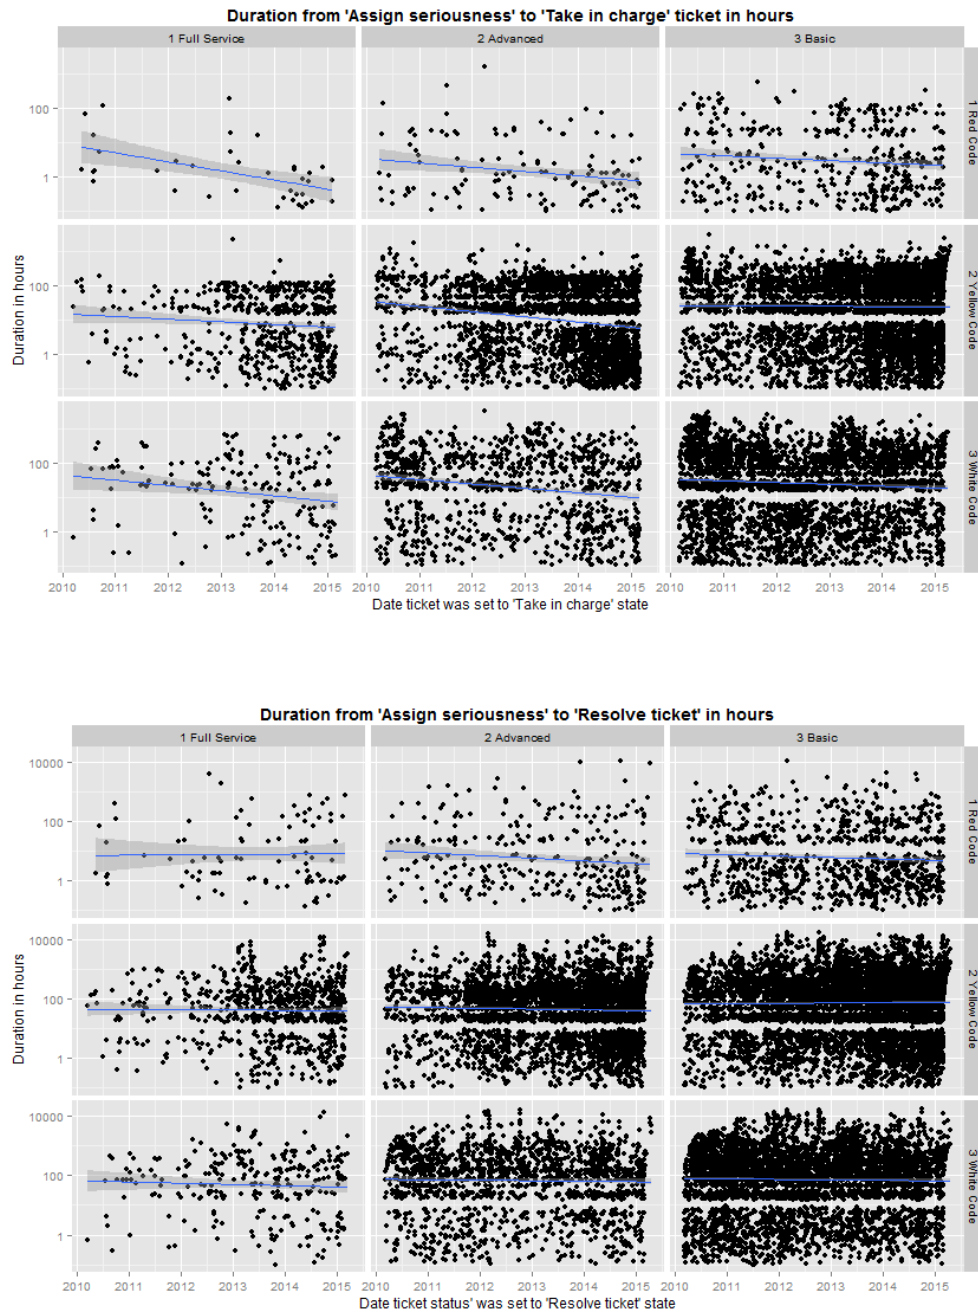 Duration from 'Assign seriousness' to 'Take in charge' ticket in hours
1 Full Service
2 Advanced
3 Basic
100
1
1 Red Code
100
1
2 Yellow Code
100
1
3 White Code
Duration in hours
2010 2011 2012 2013 2014 2015
2010 2011 2012 2013 2014 2015
2010 2011 2012 2013 2014 2015
Date ticket was set to 'Take in charge' state
Duration from 'Assign seriousness' to 'Resolve ticket' in hours
1 Full Service
2 Advanced
3 Basic
10000
100
1
1 Red Code
10000
100
1
2 Yellow Code
10000
100
1
3 White Code
Duration in hours
2010 2011 2012 2013 2014 2015
2010 2011 2012 2013 2014 2015
2010 2011 2012 2013 2014 2015
Date ticket status' was set to 'Resolve ticket' state